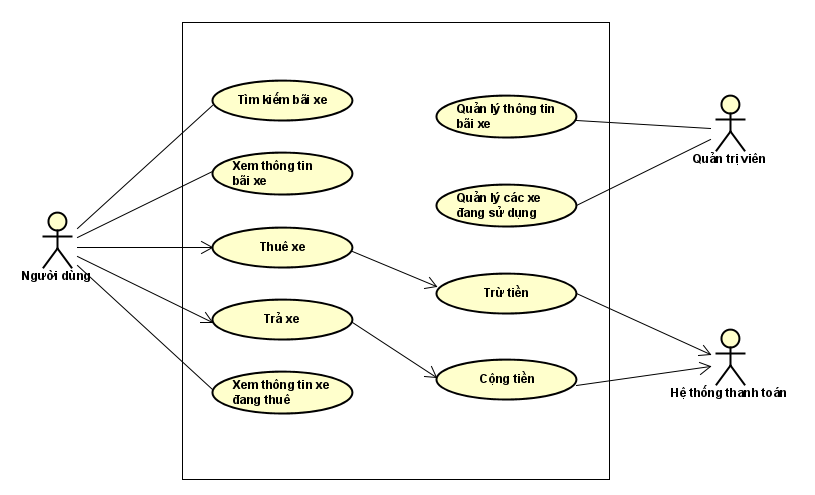 Tìm kiếm bãi xe
Xem thông tin
bãi xe
Thuê xe
Trả xe
Xem thông tin xe
đang thuê
Người dùng
Quản lý thông tin
bãi xe
Quản lý các xe
đang sử dụng
Trừ tiền
Cộng tiền
Quản trị viên
Hệ thống thanh toán